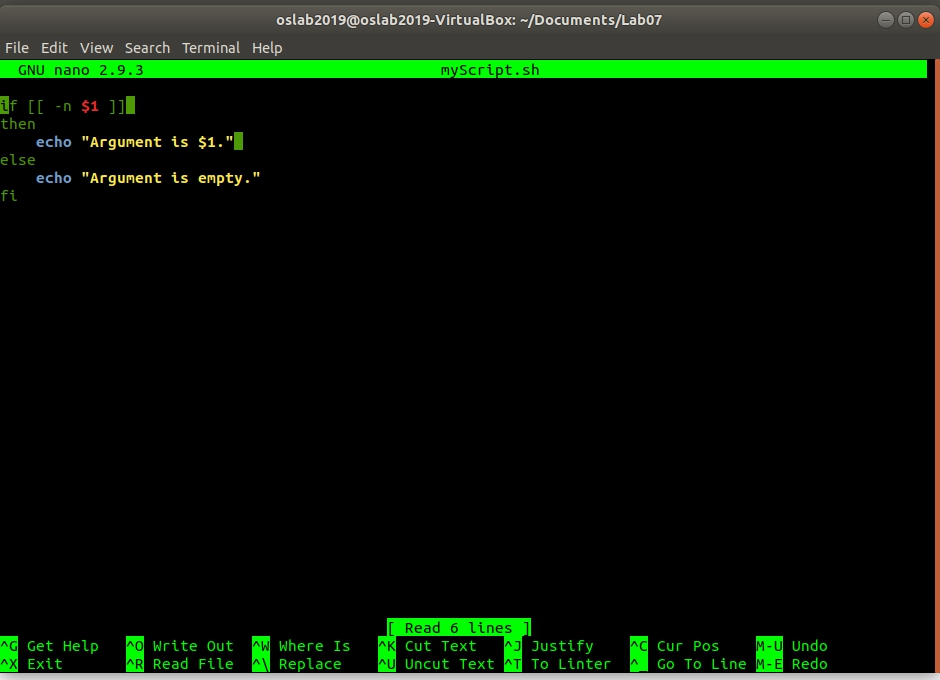 oslab2019@oslab2019-VirtualBox: ~/Documents/Lab07
File Edit View Search Terminal Help
GNU nano 2.9.3 myScript.sh
if [[ -n $1 ]]
then
    echo "Argument is $1."
else
    echo "Argument is empty."
fi
[ Read 6 lines ]
^G Get Help ^O Write Out ^W Where Is ^K Cut Text ^J Justify ^C Cur Pos M-U Undo
^X Exit ^R Read File ^\ Replace ^U Uncut Text ^T To Linter ^_ Go To Line M-E Redo